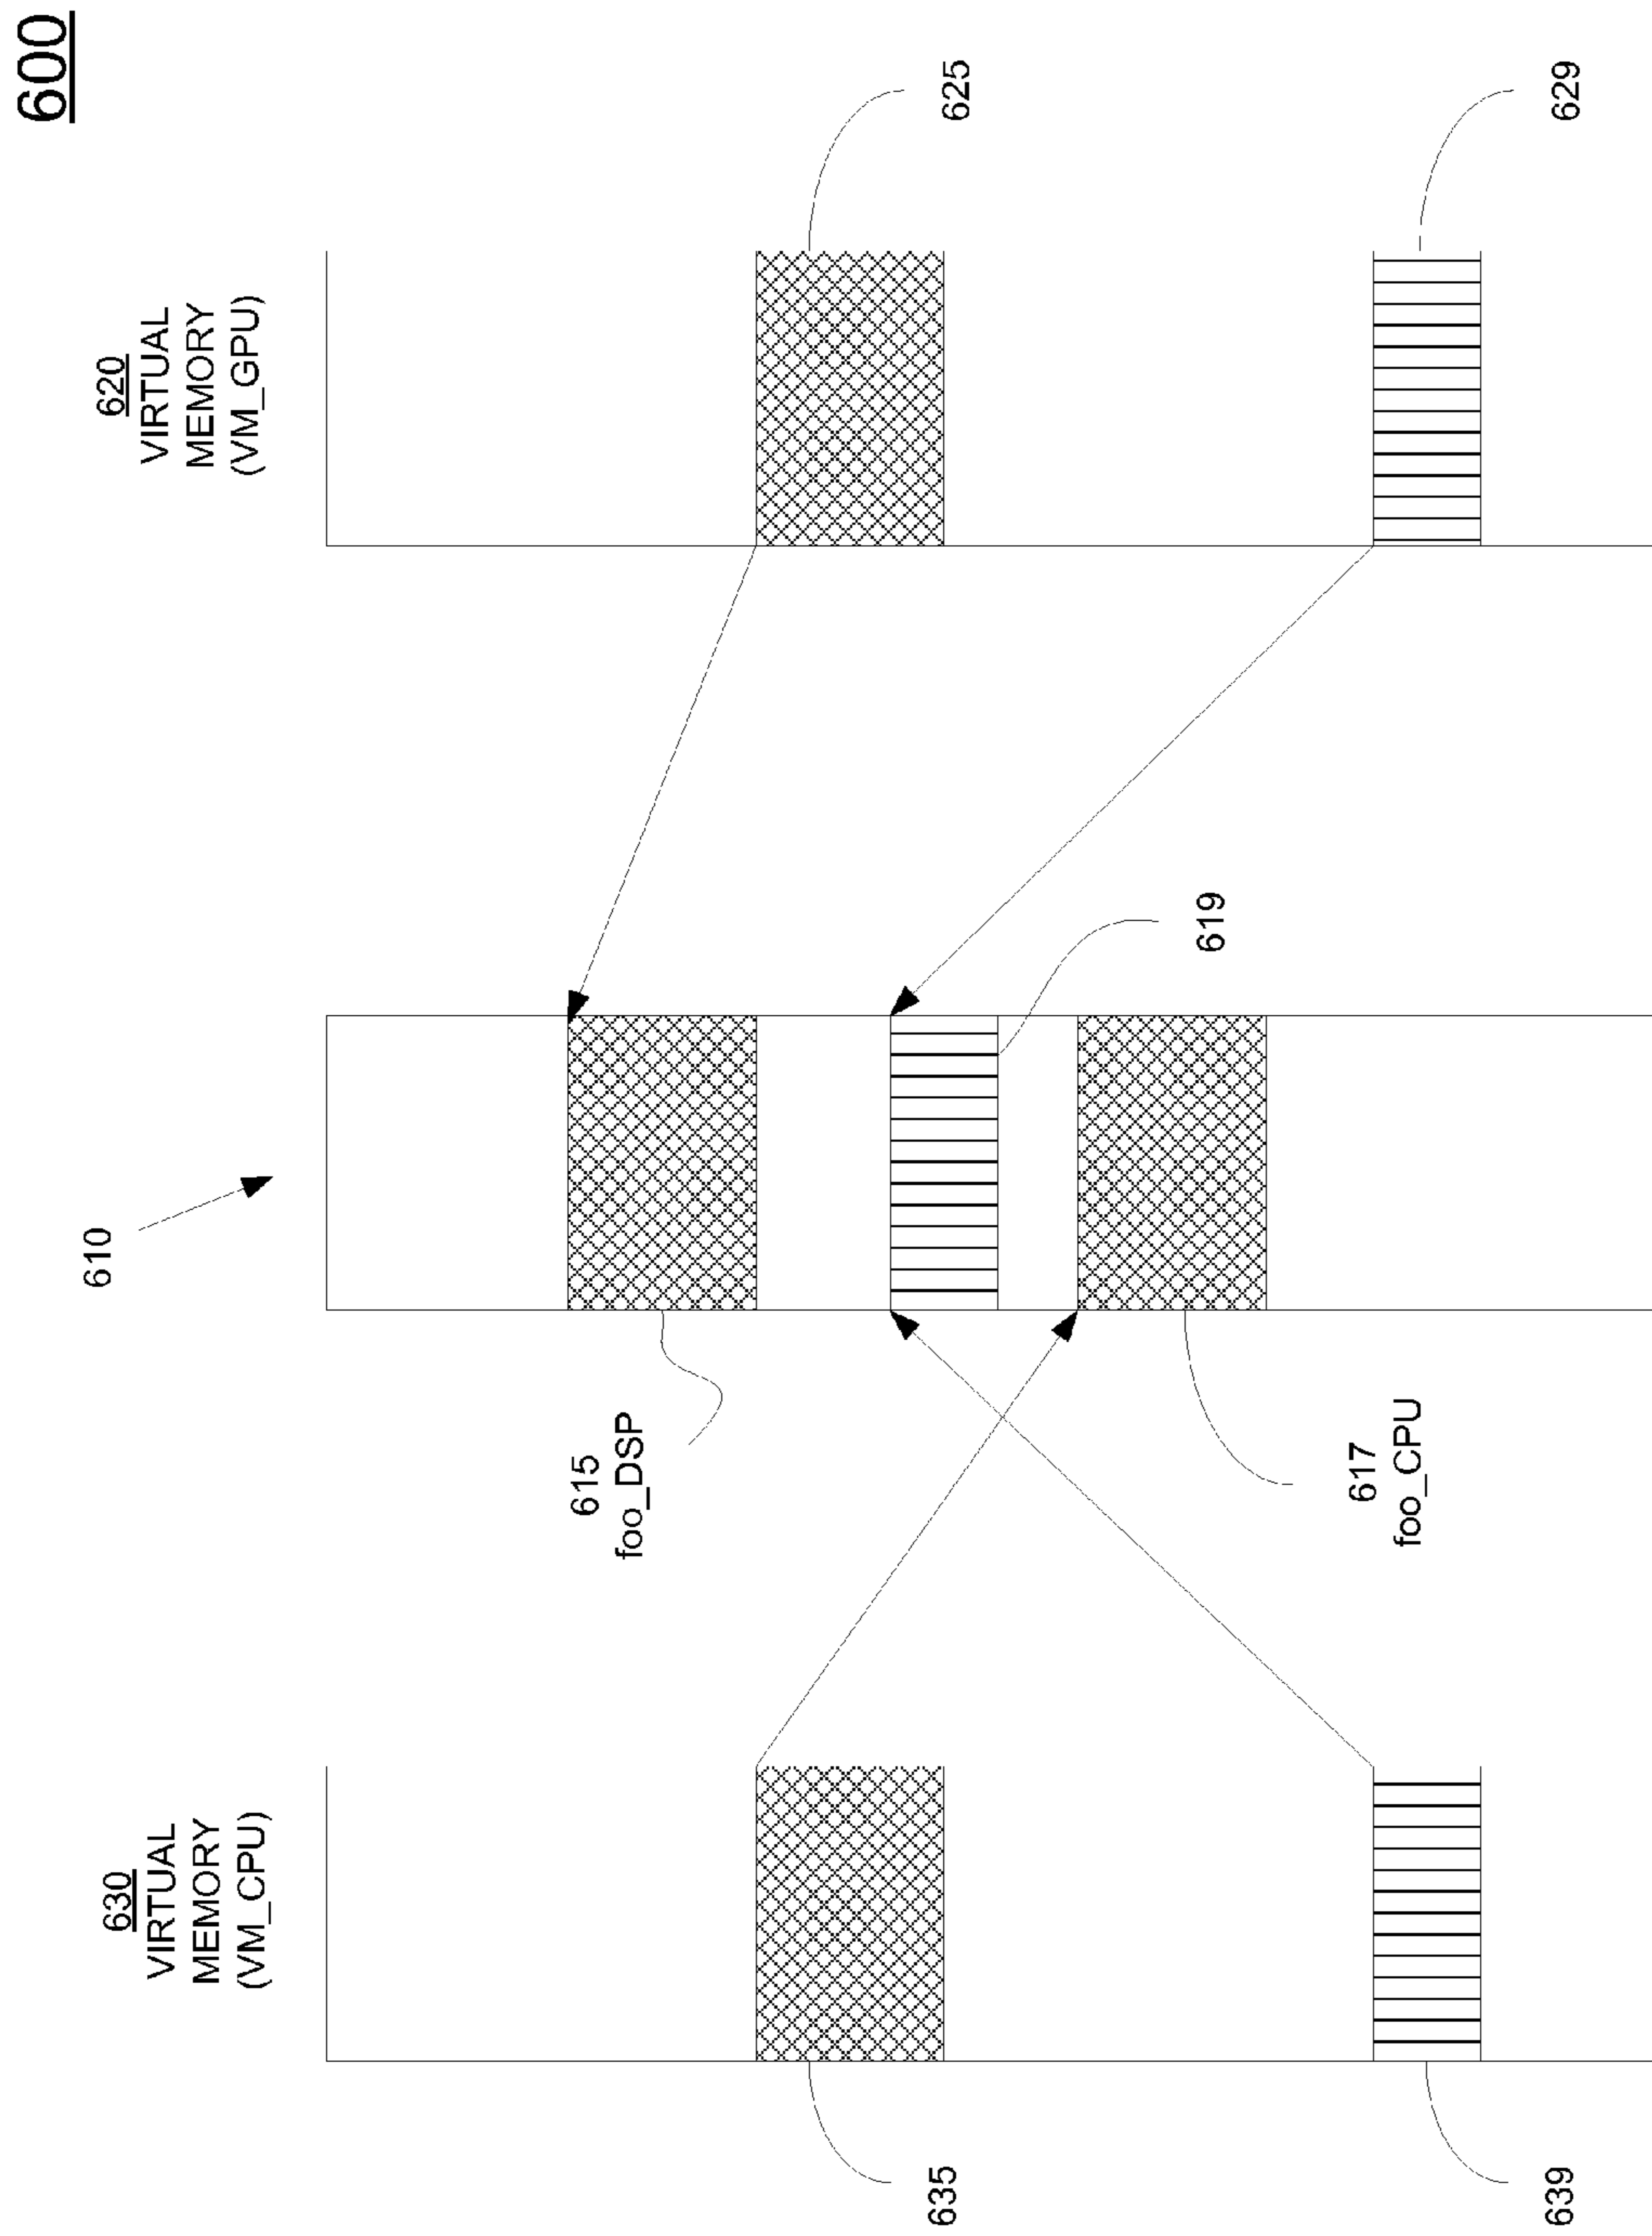 600
630
VIRTUAL
MEMORY
(VM_CPU)
610
620
VIRTUAL
MEMORY
(VM_GPU)
615
foo_DSP
635
625
619
617
foo_CPU
639
629